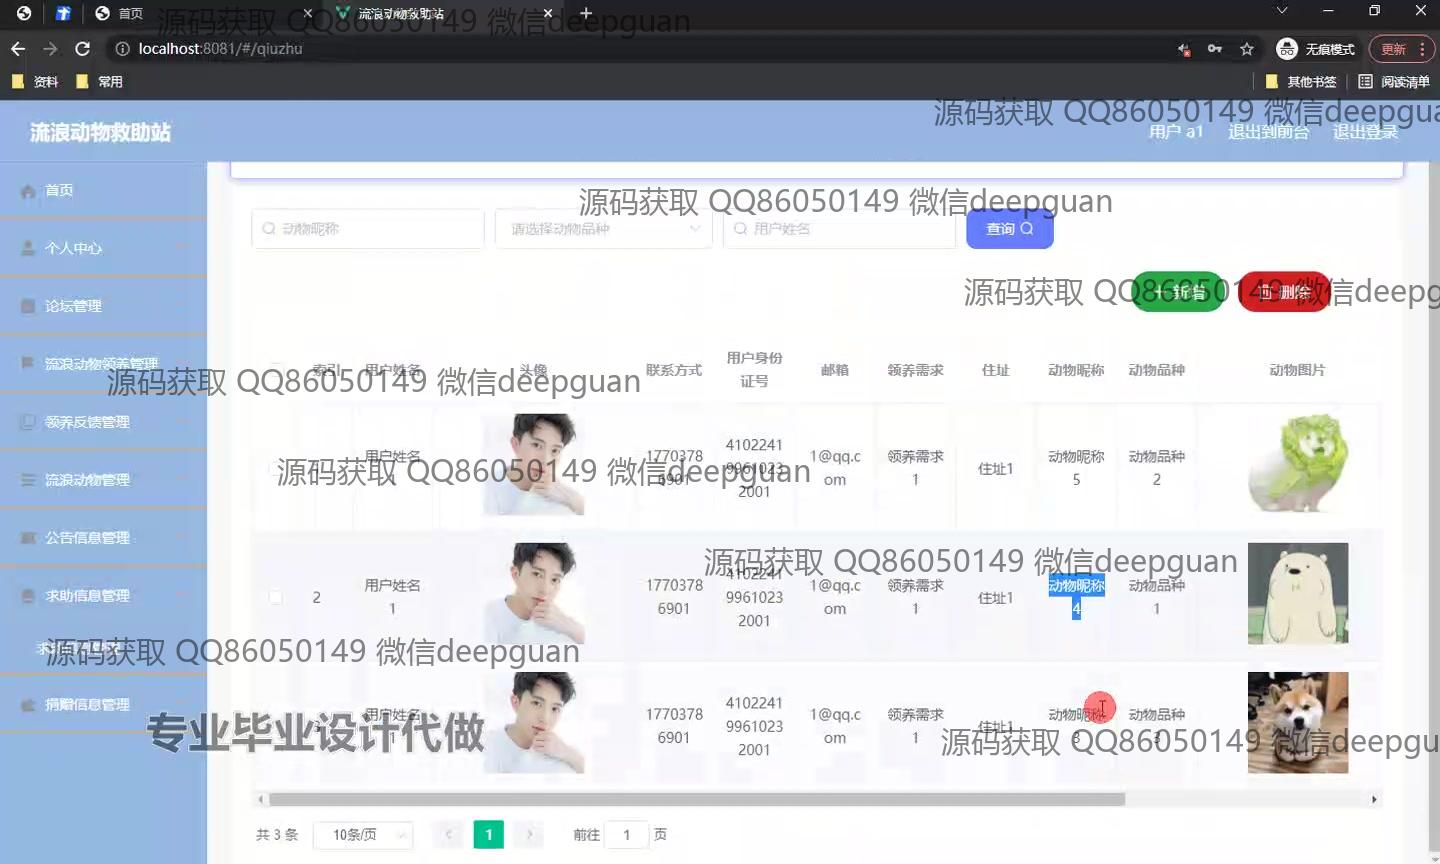 首页
流浪动物救助站
源码获取 QQ86050149 微信deepguan
localhost:8081/#/qiuzhu
无痕模式
更新
资料
常用
其他书签
阅读清单
源码获取 QQ86050149 微信deepgua
流浪动物救助站
用户 a1
退出到前台
退出登录
首页
源码获取 QQ86050149 微信deepguan
动物昵称
请选择动物品种
用户姓名
查询
个人中心
源码获取 QQ86050149 微信deepg
新增
删除
论坛管理
流浪动物领养管理
源码获取 QQ86050149 微信deepguan
索引
用户姓名
头像
联系方式
用户身份
证号
邮箱
领养需求
住址
动物昵称
动物品种
动物图片
领养反馈管理
流浪动物管理
源码获取 QQ86050149 微信deepguan
用户姓名
1770378
6901
4102241
9961023
2001
1@qq.c
om
领养需求
1
住址1
动物昵称
5
动物品种
2
公告信息管理
源码获取 QQ86050149 微信deepguan
求助信息管理
2
用户姓名
1
1770378
6901
4102241
9961023
2001
1@qq.c
om
领养需求
1
住址1
动物昵称
4
动物品种
1
源码获取 QQ86050149 微信deepguan
捐赠信息管理
专业毕业设计代做
用户姓名
1
1770378
6901
4102241
9961023
2001
1@qq.c
om
领养需求
1
住址1
动物昵称
3
动物品种
源码获取 QQ86050149 微信deepgu
共 3 条
10条/页
1
前往
1
页